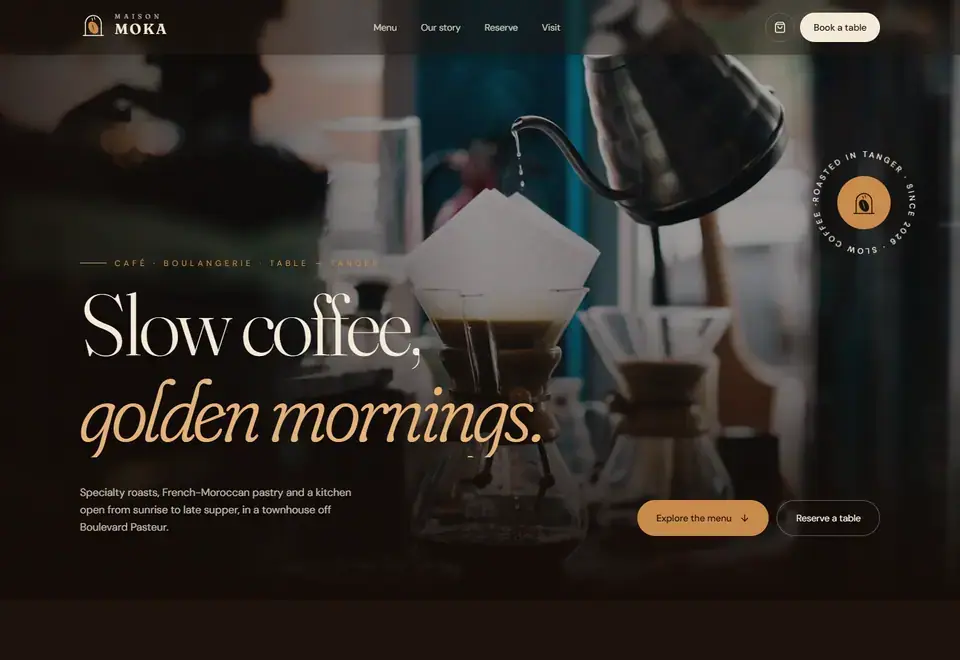 MAISON
MOKA
Menu
Our story
Reserve
Visit
Book a table
ROASTED IN TANGER · SINCE 2026 · SLOW COFFEE ·
CAFÉ · BOULANGERIE · TABLE — TANGER
Slow coffee,
golden mornings.
Specialty roasts, French-Moroccan pastry and a kitchen
open from sunrise to late supper, in a townhouse off
Boulevard Pasteur.
Explore the menu ↓
Reserve a table